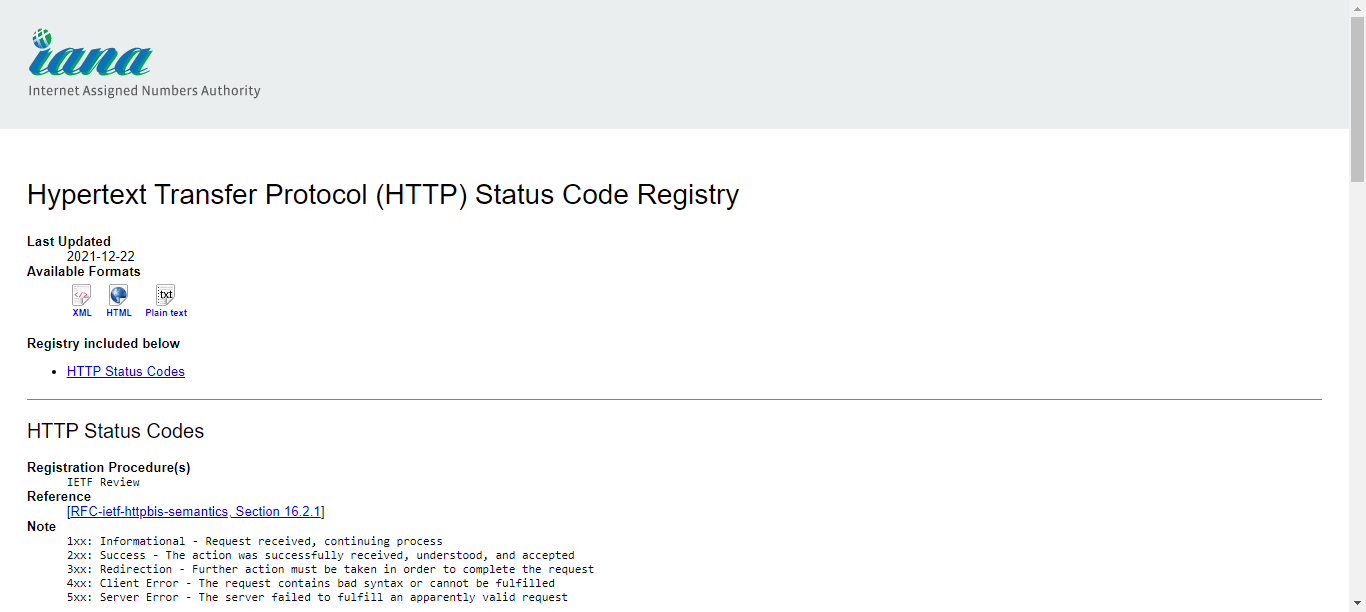 iana
Internet Assigned Numbers Authority
Hypertext Transfer Protocol (HTTP) Status Code Registry
Last Updated
2021-12-22
Available Formats
</> txt
XML HTML Plain text
Registry included below
• HTTP Status Codes
HTTP Status Codes
Registration Procedure(s)
IETF Review
Reference
[RFC-ietf-httpbis-semantics, Section 16.2.1]
Note
1xx: Informational - Request received, continuing process
2xx: Success - The action was successfully received, understood, and accepted
3xx: Redirection - Further action must be taken in order to complete the request
4xx: Client Error - The request contains bad syntax or cannot be fulfilled
5xx: Server Error - The server failed to fulfill an apparently valid request